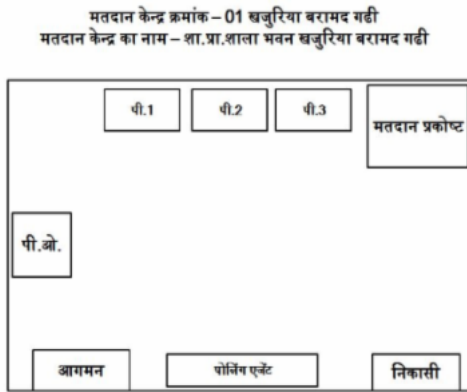 मतदान केन्द्र क्रमांक – 01 खजुरिया बरामद गढी
मतदान केन्द्र का नाम – शा.प्रा.शाला भवन खजुरिया बरामद गढी
पी.1 पी.2 पी.3
मतदान प्रकोष्ट
पी.ओ.
आगमन पोलिंग एजेंट निकासी